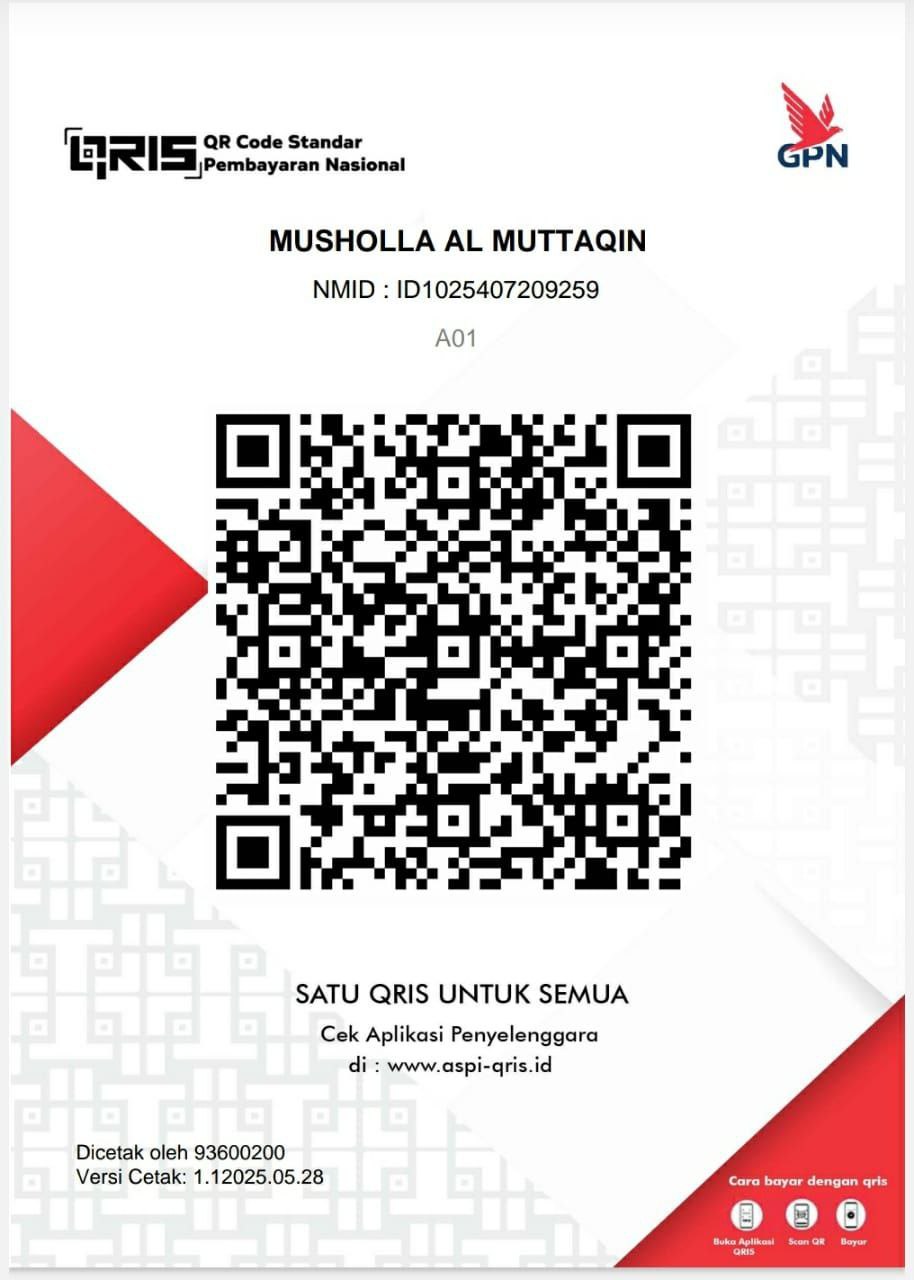 QRIS QR Code Standar
Pembayaran Nasional
GPN
MUSHOLLA AL MUTTAQIN
NMID : ID1025407209259
A01
SATU QRIS UNTUK SEMUA
Cek Aplikasi Penyelenggara
di : www.aspi-qris.id
Dicetak oleh 93600200
Versi Cetak: 1.12025.05.28
Cara bayar dengan qris
Buka Aplikasi QRIS
Scan QR
Bayar